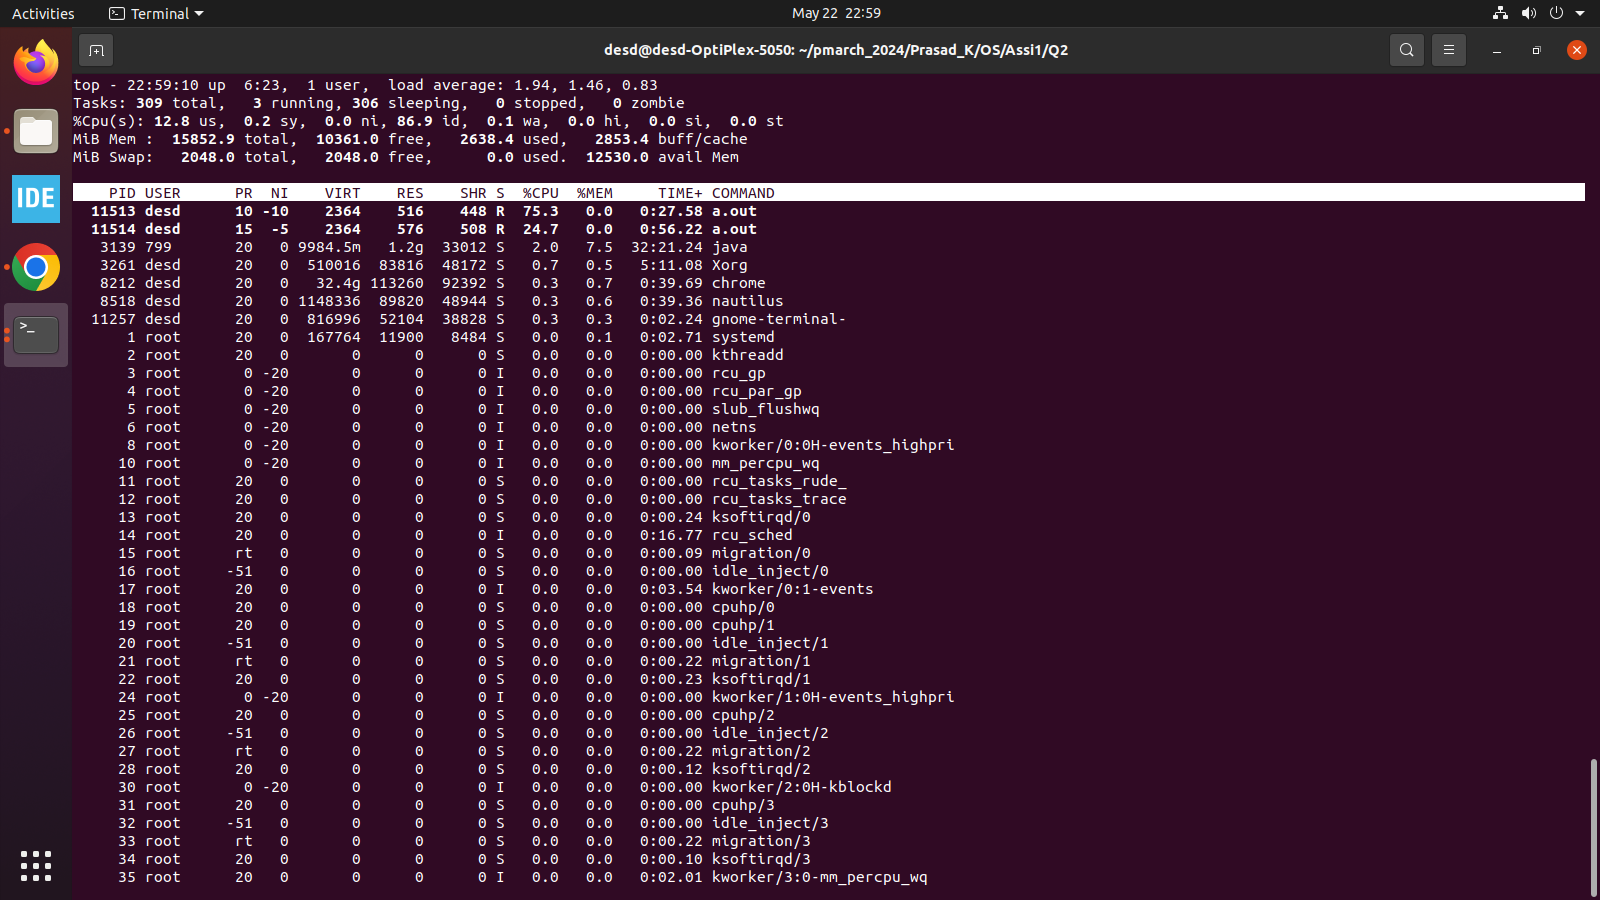 Activities
Terminal
May 22 22:59
desd@desd-OptiPlex-5050: ~/pmarch_2024/Prasad_K/OS/Assi1/Q2
IDE
>_
top - 22:59:10 up  6:23,  1 user,  load average: 1.94, 1.46, 0.83
Tasks: 309 total,   3 running, 306 sleeping,   0 stopped,   0 zombie
%Cpu(s): 12.8 us,  0.2 sy,  0.0 ni, 86.9 id,  0.1 wa,  0.0 hi,  0.0 si,  0.0 st
MiB Mem :  15852.9 total,  10361.0 free,   2638.4 used,   2853.4 buff/cache
MiB Swap:   2048.0 total,   2048.0 free,      0.0 used.  12530.0 avail Mem
PID USER      PR  NI    VIRT    RES    SHR S  %CPU  %MEM     TIME+ COMMAND
11513 desd      10 -10    2364    516    448 R  75.3   0.0   0:27.58 a.out
11514 desd      15  -5    2364    576    508 R  24.7   0.0   0:56.22 a.out
3139 799       20   0 9984.5m   1.2g  33012 S   2.0   7.5  32:21.24 java
3261 desd      20   0  510016  83816  48172 S   0.7   0.5   5:11.08 Xorg
8212 desd      20   0   32.4g 113260  92392 S   0.3   0.7   0:39.69 chrome
8518 desd      20   0 1148336  89820  48944 S   0.3   0.6   0:39.36 nautilus
11257 desd      20   0  816996  52104  38828 S   0.3   0.3   0:02.24 gnome-terminal-
1 root      20   0  167764  11900   8484 S   0.0   0.1   0:02.71 systemd
2 root      20   0       0      0      0 S   0.0   0.0   0:00.00 kthreadd
3 root       0 -20       0      0      0 I   0.0   0.0   0:00.00 rcu_gp
4 root       0 -20       0      0      0 I   0.0   0.0   0:00.00 rcu_par_gp
5 root       0 -20       0      0      0 I   0.0   0.0   0:00.00 slub_flushwq
6 root       0 -20       0      0      0 I   0.0   0.0   0:00.00 netns
8 root       0 -20       0      0      0 I   0.0   0.0   0:00.00 kworker/0:0H-events_highpri
10 root       0 -20       0      0      0 I   0.0   0.0   0:00.00 mm_percpu_wq
11 root      20   0       0      0      0 S   0.0   0.0   0:00.00 rcu_tasks_rude_
12 root      20   0       0      0      0 S   0.0   0.0   0:00.00 rcu_tasks_trace
13 root      20   0       0      0      0 S   0.0   0.0   0:00.24 ksoftirqd/0
14 root      20   0       0      0      0 I   0.0   0.0   0:16.77 rcu_sched
15 root      rt   0       0      0      0 S   0.0   0.0   0:00.09 migration/0
16 root     -51   0       0      0      0 S   0.0   0.0   0:00.00 idle_inject/0
17 root      20   0       0      0      0 I   0.0   0.0   0:03.54 kworker/0:1-events
18 root      20   0       0      0      0 S   0.0   0.0   0:00.00 cpuhp/0
19 root      20   0       0      0      0 S   0.0   0.0   0:00.00 cpuhp/1
20 root     -51   0       0      0      0 S   0.0   0.0   0:00.00 idle_inject/1
21 root      rt   0       0      0      0 S   0.0   0.0   0:00.22 migration/1
22 root      20   0       0      0      0 S   0.0   0.0   0:00.23 ksoftirqd/1
24 root       0 -20       0      0      0 I   0.0   0.0   0:00.00 kworker/1:0H-events_highpri
25 root      20   0       0      0      0 S   0.0   0.0   0:00.00 cpuhp/2
26 root     -51   0       0      0      0 S   0.0   0.0   0:00.00 idle_inject/2
27 root      rt   0       0      0      0 S   0.0   0.0   0:00.22 migration/2
28 root      20   0       0      0      0 S   0.0   0.0   0:00.12 ksoftirqd/2
30 root       0 -20       0      0      0 I   0.0   0.0   0:00.00 kworker/2:0H-kblockd
31 root      20   0       0      0      0 S   0.0   0.0   0:00.00 cpuhp/3
32 root     -51   0       0      0      0 S   0.0   0.0   0:00.00 idle_inject/3
33 root      rt   0       0      0      0 S   0.0   0.0   0:00.22 migration/3
34 root      20   0       0      0      0 S   0.0   0.0   0:00.10 ksoftirqd/3
35 root      20   0       0      0      0 I   0.0   0.0   0:02.01 kworker/3:0-mm_percpu_wq